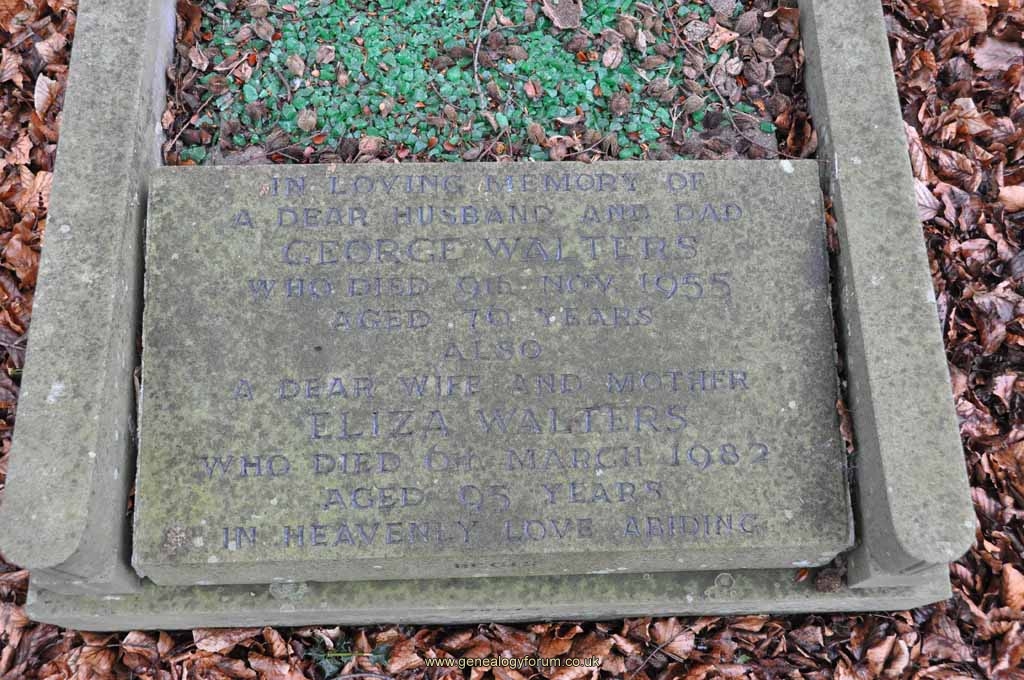 IN LOVING MEMORY OF
A DEAR HUSBAND AND DAD
GEORGE WALTERS
WHO DIED 9TH NOV. 1955
AGED 70 YEARS
ALSO
A DEAR WIFE AND MOTHER
ELIZA WALTERS
WHO DIED 6TH MARCH 1982
AGED 95 YEARS
IN HEAVENLY LOVE ABIDING
www.genealogyforum.co.uk